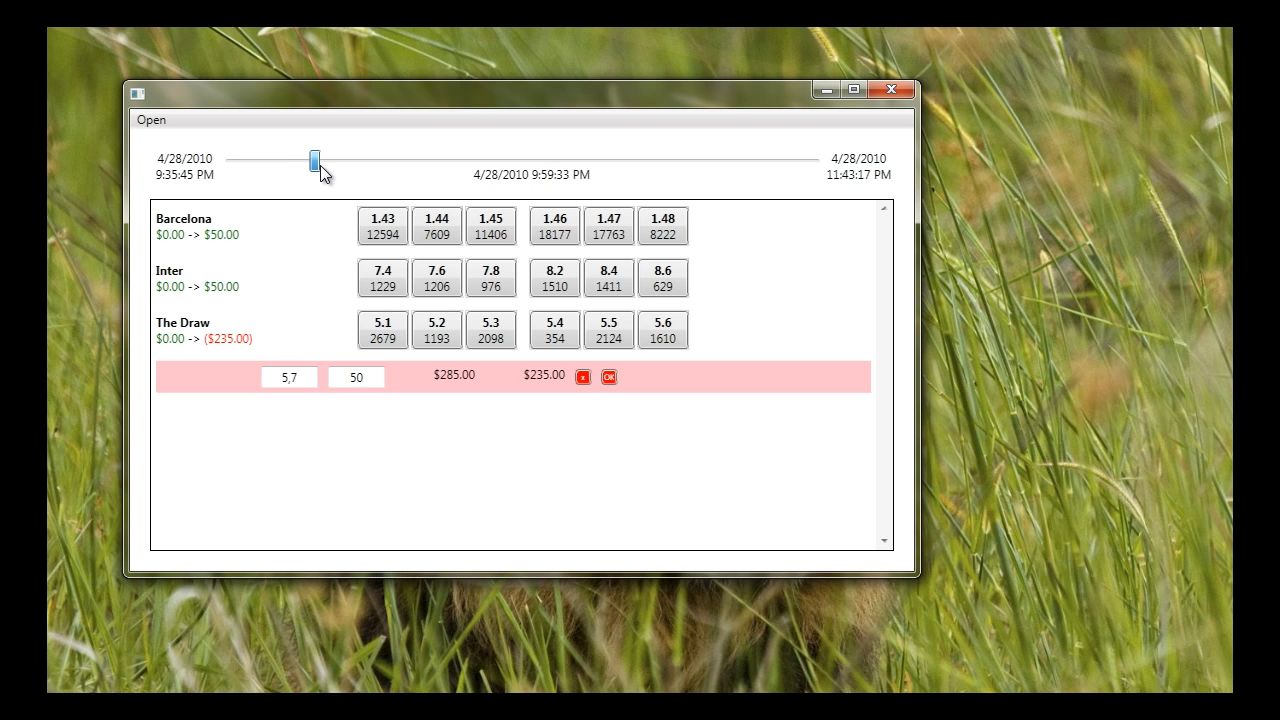 Open
4/28/2010
9:35:45 PM
4/28/2010 9:59:33 PM
4/28/2010
11:43:17 PM
Barcelona
$0.00 -> $50.00
1.43 1.44 1.45 1.46 1.47 1.48
12594 7609 11406 18177 17763 8222
Inter
$0.00 -> $50.00
7.4 7.6 7.8 8.2 8.4 8.6
1229 1206 976 1510 1411 629
The Draw
$0.00 -> ($235.00)
5.1 5.2 5.3 5.4 5.5 5.6
2679 1193 2098 354 2124 1610
5,7 50 $285.00 $235.00 x OK